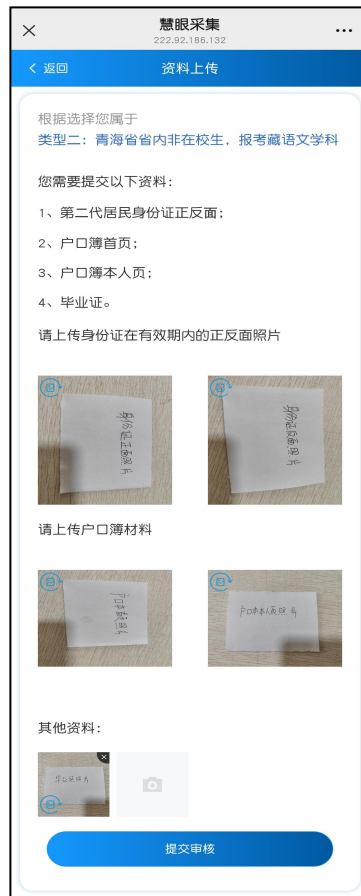 慧眼采集
222.92.186.132
返回
资料上传
根据选择您属于
类型二：青海省省内非在校生，报考藏语文学科
您需要提交以下资料：
1、第二代居民身份证正反面；
2、户口簿首页；
3、户口簿本人页；
4、毕业证。
请上传身份证在有效期内的正反面照片
身份证正面照片
身份证反面照片
请上传户口簿材料
户口本首页照片
户口本本人页照片
其他资料：
毕业证照片
提交审核